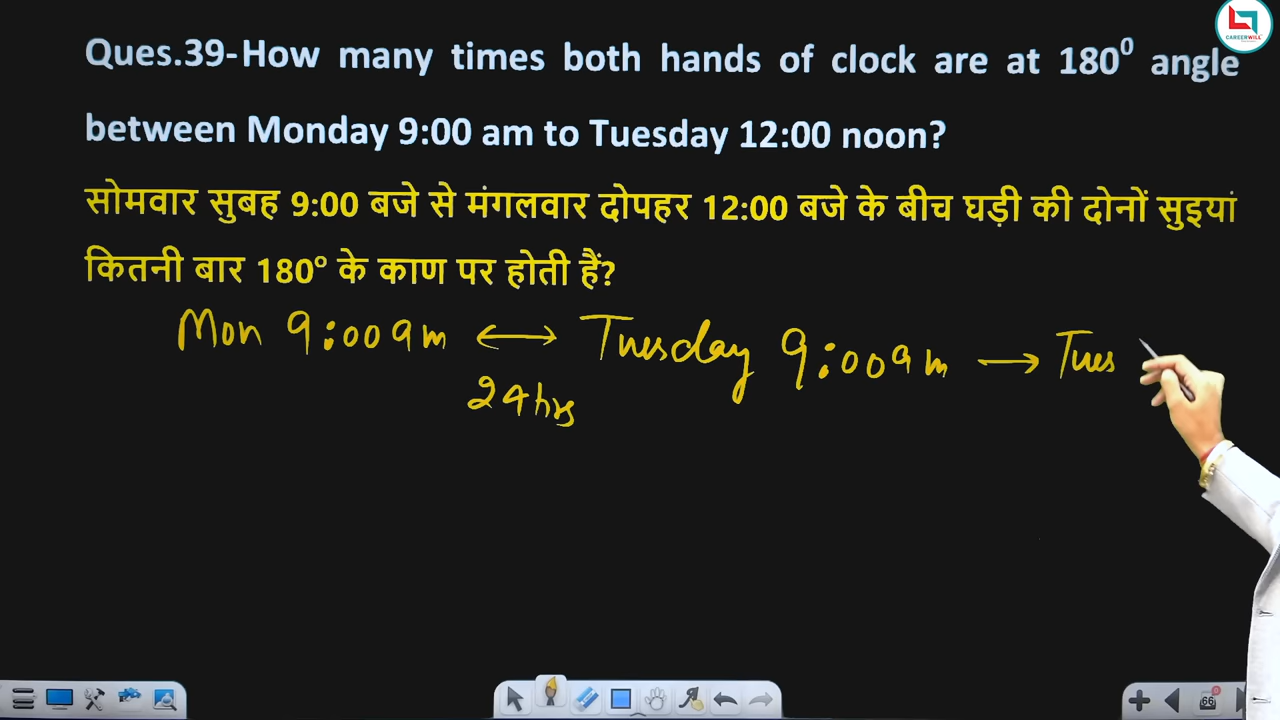 CAREERWILL
Ques.39-How many times both hands of clock are at 180⁰ angle
between Monday 9:00 am to Tuesday 12:00 noon?
सोमवार सुबह 9:00 बजे से मंगलवार दोपहर 12:00 बजे के बीच घड़ी की दोनों सुइयां
कितनी बार 180° के काण पर होती हैं?
Mon 9:00am ⟷ Tuesday 9:00am → Tues
24hrs
66